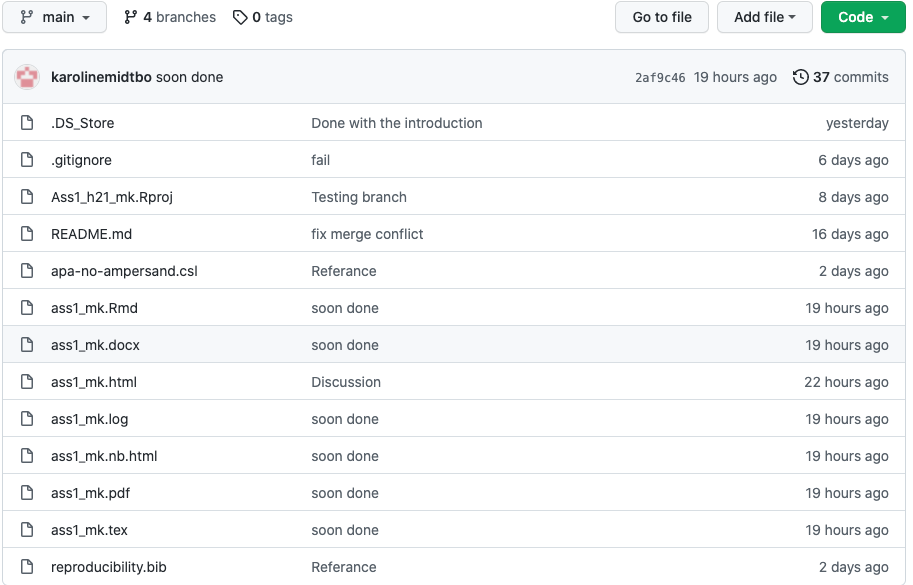 main 4 branches 0 tags Go to file Add file Code
karolinemidtbo soon done 2af9c46 19 hours ago 37 commits
.DS_Store Done with the introduction yesterday
.gitignore fail 6 days ago
Ass1_h21_mk.Rproj Testing branch 8 days ago
README.md fix merge conflict 16 days ago
apa-no-ampersand.csl Referance 2 days ago
ass1_mk.Rmd soon done 19 hours ago
ass1_mk.docx soon done 19 hours ago
ass1_mk.html Discussion 22 hours ago
ass1_mk.log soon done 19 hours ago
ass1_mk.nb.html soon done 19 hours ago
ass1_mk.pdf soon done 19 hours ago
ass1_mk.tex soon done 19 hours ago
reproducibility.bib Referance 2 days ago